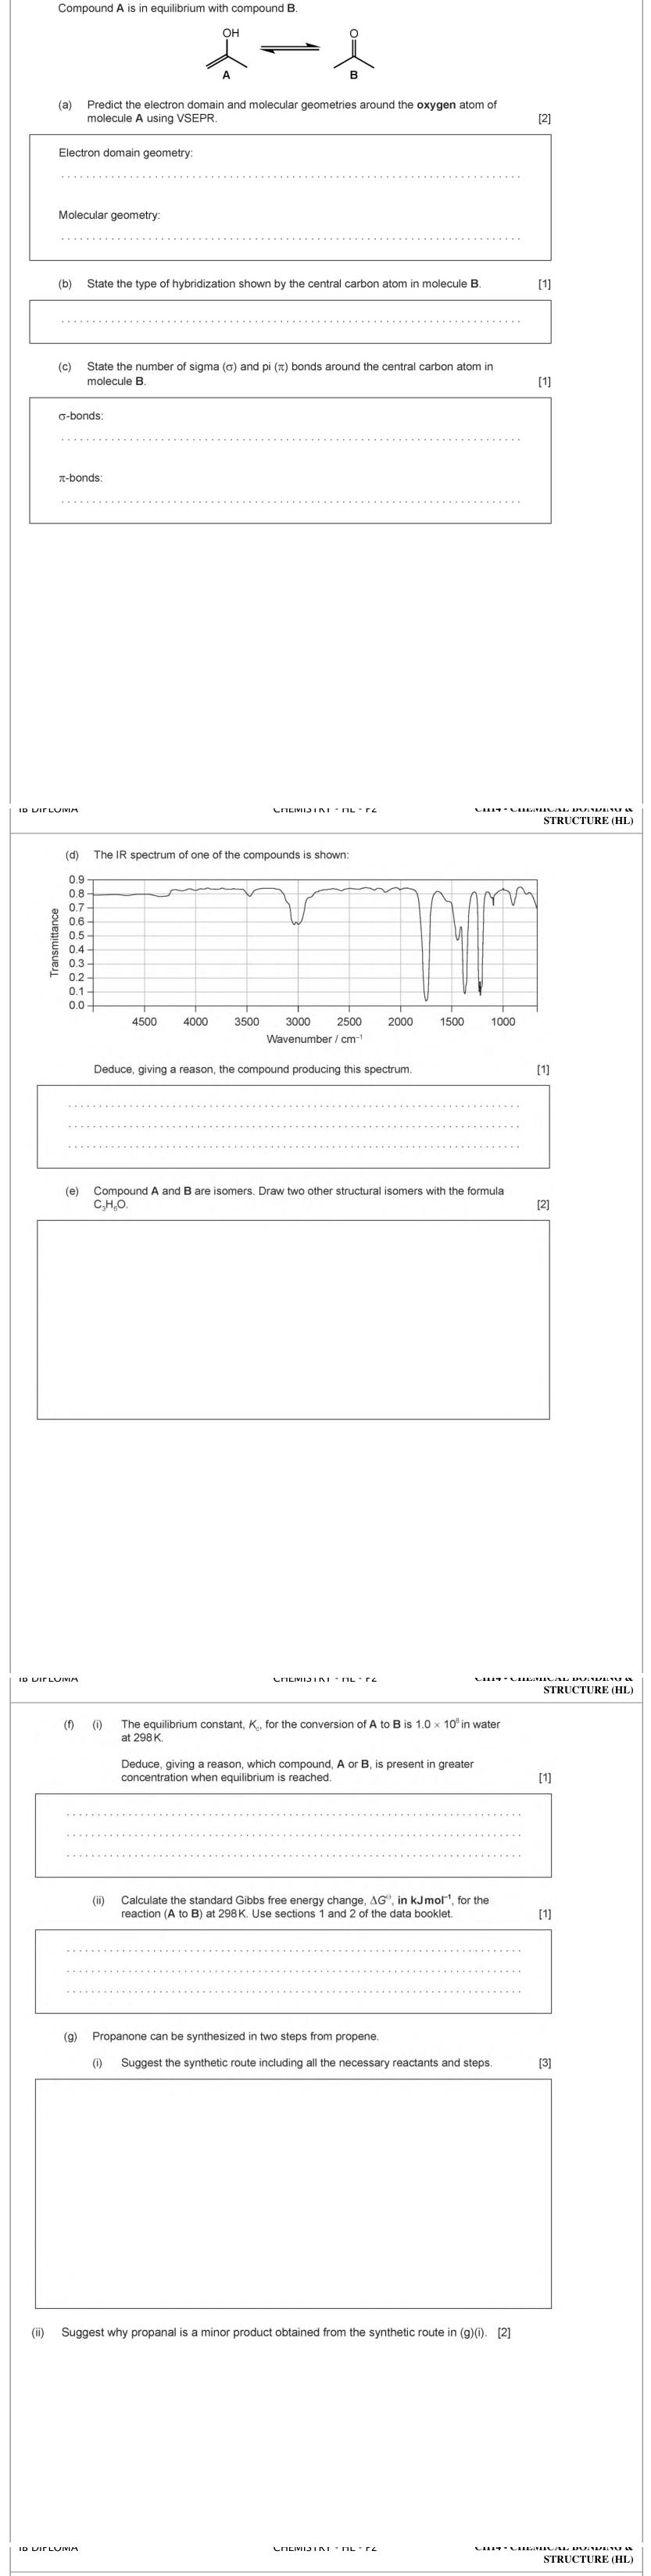 Compound A is in equilibrium with compound B.
OH
O
A
B
(a) Predict the electron domain and molecular geometries around the oxygen atom of
molecule A using VSEPR. [2]
Electron domain geometry:
Molecular geometry:
(b) State the type of hybridization shown by the central carbon atom in molecule B. [1]
(c) State the number of sigma (σ) and pi (π) bonds around the central carbon atom in
molecule B. [1]
σ-bonds:
π-bonds:
IB DIPLOMA CHEMISTRY - HL - P2 CH14 - CHEMICAL BONDING &
STRUCTURE (HL)
(d) The IR spectrum of one of the compounds is shown:
Transmittance
0.9
0.8
0.7
0.6
0.5
0.4
0.3
0.2
0.1
0.0
4500 4000 3500 3000 2500 2000 1500 1000
Wavenumber / cm⁻¹
Deduce, giving a reason, the compound producing this spectrum. [1]
(e) Compound A and B are isomers. Draw two other structural isomers with the formula
C₃H₆O. [2]
IB DIPLOMA CHEMISTRY - HL - P2 CH14 - CHEMICAL BONDING &
STRUCTURE (HL)
(f) (i) The equilibrium constant, K꜀, for the conversion of A to B is 1.0 × 10⁸ in water
at 298 K.
Deduce, giving a reason, which compound, A or B, is present in greater
concentration when equilibrium is reached. [1]
(ii) Calculate the standard Gibbs free energy change, ΔG⊖, in kJ mol⁻¹, for the
reaction (A to B) at 298 K. Use sections 1 and 2 of the data booklet. [1]
(g) Propanone can be synthesized in two steps from propene.
(i) Suggest the synthetic route including all the necessary reactants and steps. [3]
(ii) Suggest why propanal is a minor product obtained from the synthetic route in (g)(i). [2]
IB DIPLOMA CHEMISTRY - HL - P2 CH14 - CHEMICAL BONDING &
STRUCTURE (HL)